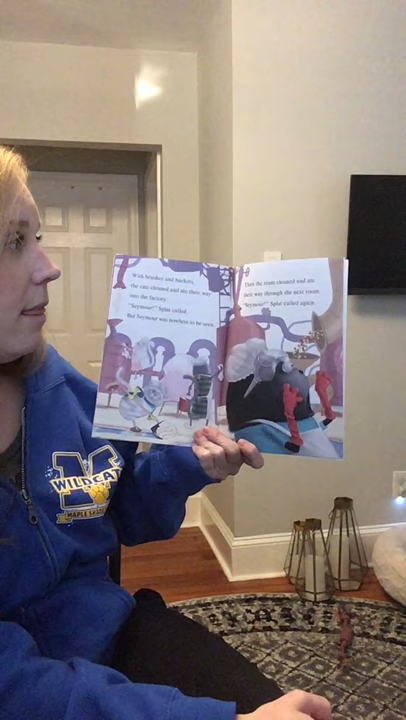 With brushes and buckets,
the cats cleaned and ate their way
into the factory.
"Seymour!" Splat called.
But Seymour was nowhere to be seen.
Then the team cleaned and ate
their way through the next room.
"Seymour!" Splat called again.
WILDCATS
MAPLE